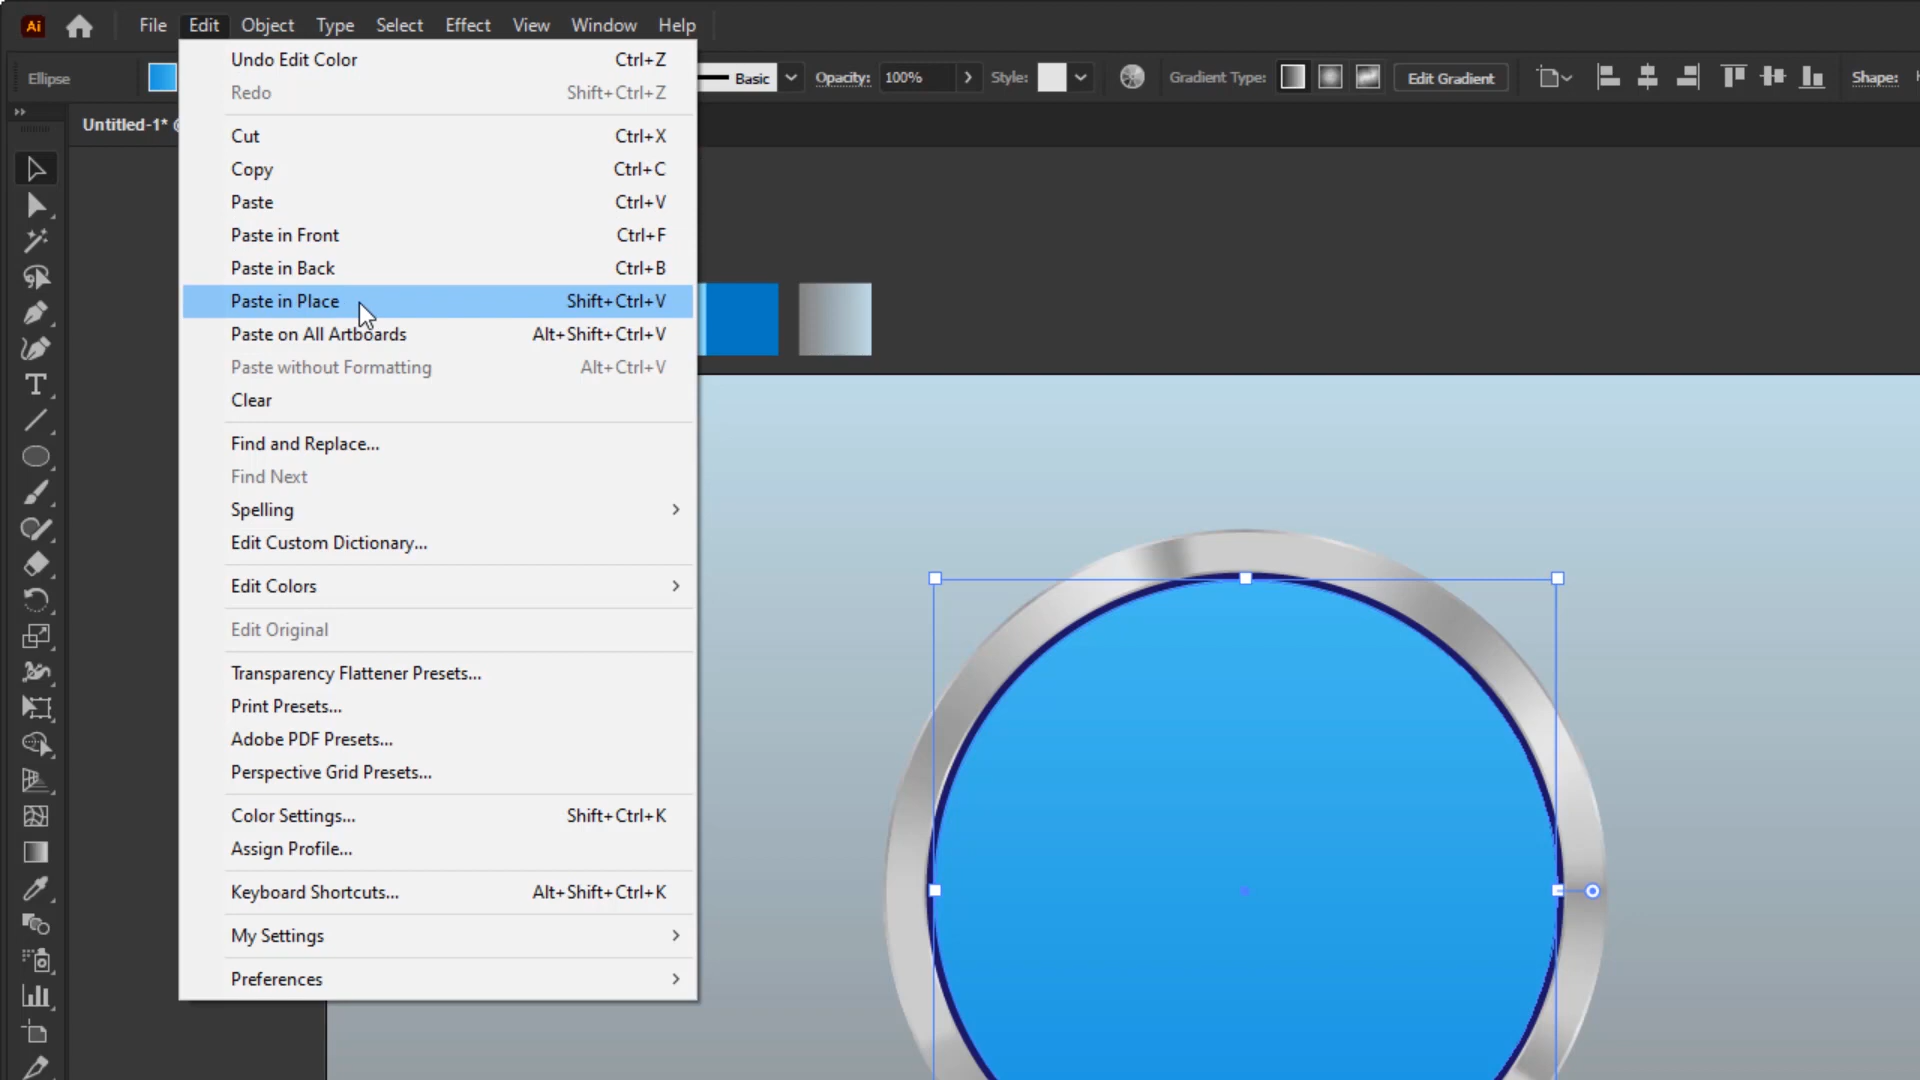 Ai File Edit Object Type Select Effect View Window Help
Ellipse Basic Opacity: 100% Style: Gradient Type: Edit Gradient Shape:
Untitled-1*
Undo Edit Color Ctrl+Z
Redo Shift+Ctrl+Z
Cut Ctrl+X
Copy Ctrl+C
Paste Ctrl+V
Paste in Front Ctrl+F
Paste in Back Ctrl+B
Paste in Place Shift+Ctrl+V
Paste on All Artboards Alt+Shift+Ctrl+V
Paste without Formatting Alt+Ctrl+V
Clear
Find and Replace...
Find Next
Spelling
Edit Custom Dictionary...
Edit Colors
Edit Original
Transparency Flattener Presets...
Print Presets...
Adobe PDF Presets...
Perspective Grid Presets...
Color Settings... Shift+Ctrl+K
Assign Profile...
Keyboard Shortcuts... Alt+Shift+Ctrl+K
My Settings
Preferences